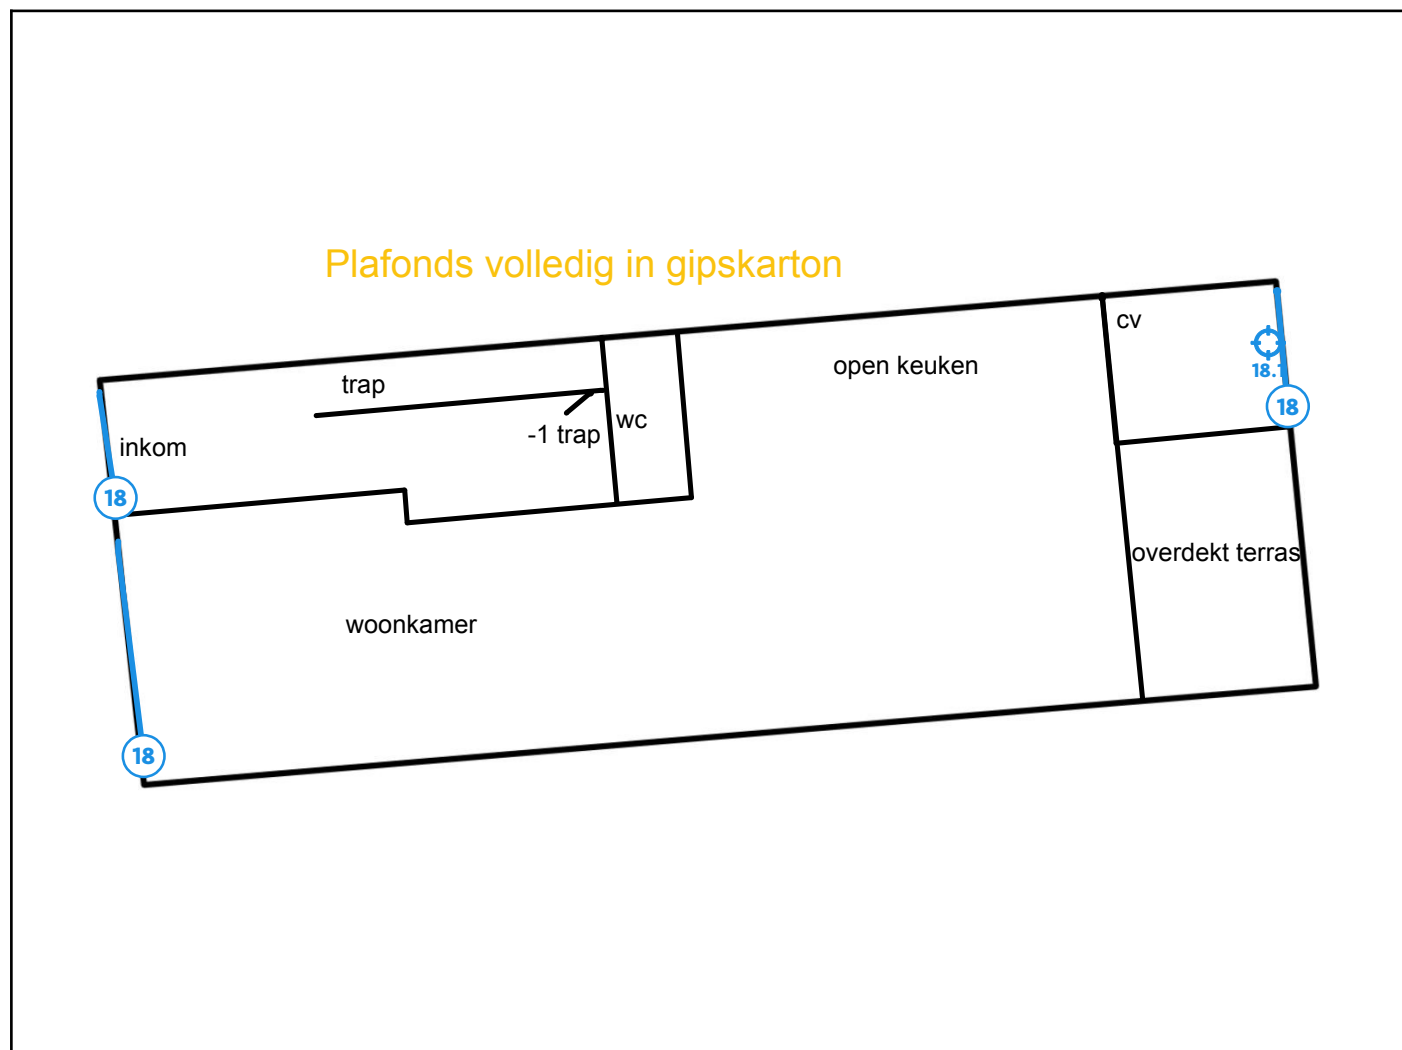 Plafonds volledig in gipskarton
cv
open keuken
18.1
trap
18
wc
-1 trap
inkom
18
overdekt terras
woonkamer
18